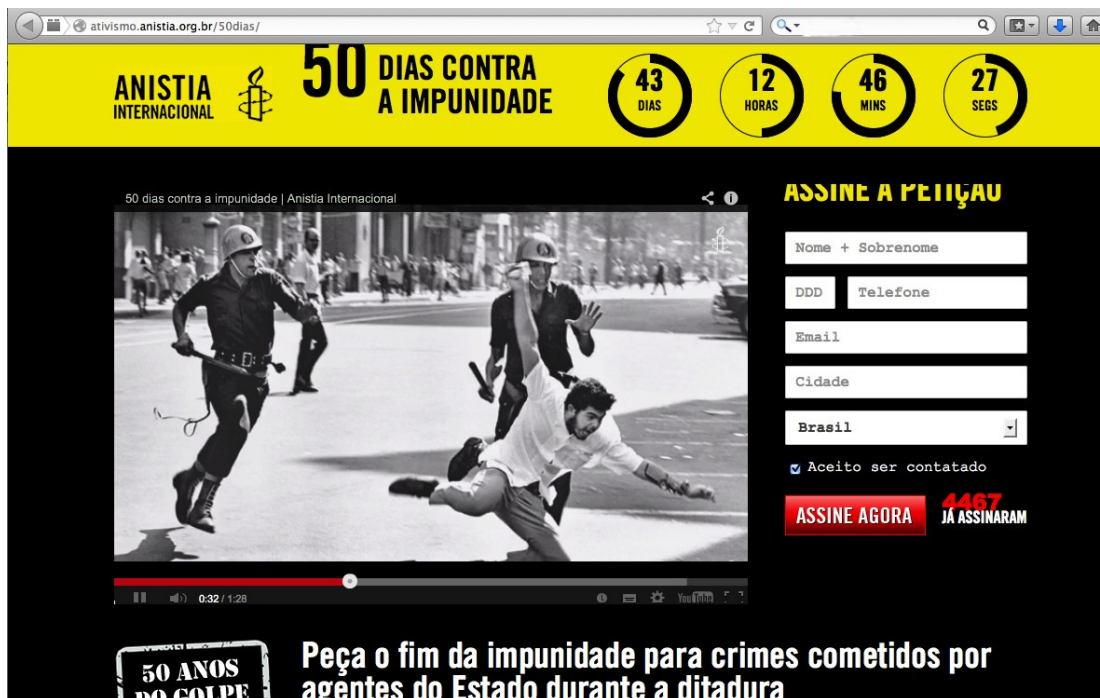 ativismo.anistia.org.br/50dias/
ANISTIA
INTERNACIONAL
50 DIAS CONTRA
A IMPUNIDADE
43
DIAS
12
HORAS
46
MINS
27
SEGS
50 dias contra a impunidade | Anistia Internacional
ASSINE A PETIÇÃO
Nome + Sobrenome
DDD
Telefone
Email
Cidade
Brasil
Aceito ser contatado
ASSINE AGORA
4467
JÁ ASSINARAM
0:32 / 1:28
YouTube
50 ANOS
DO GOLPE
Peça o fim da impunidade para crimes cometidos por
agentes do Estado durante a ditadura